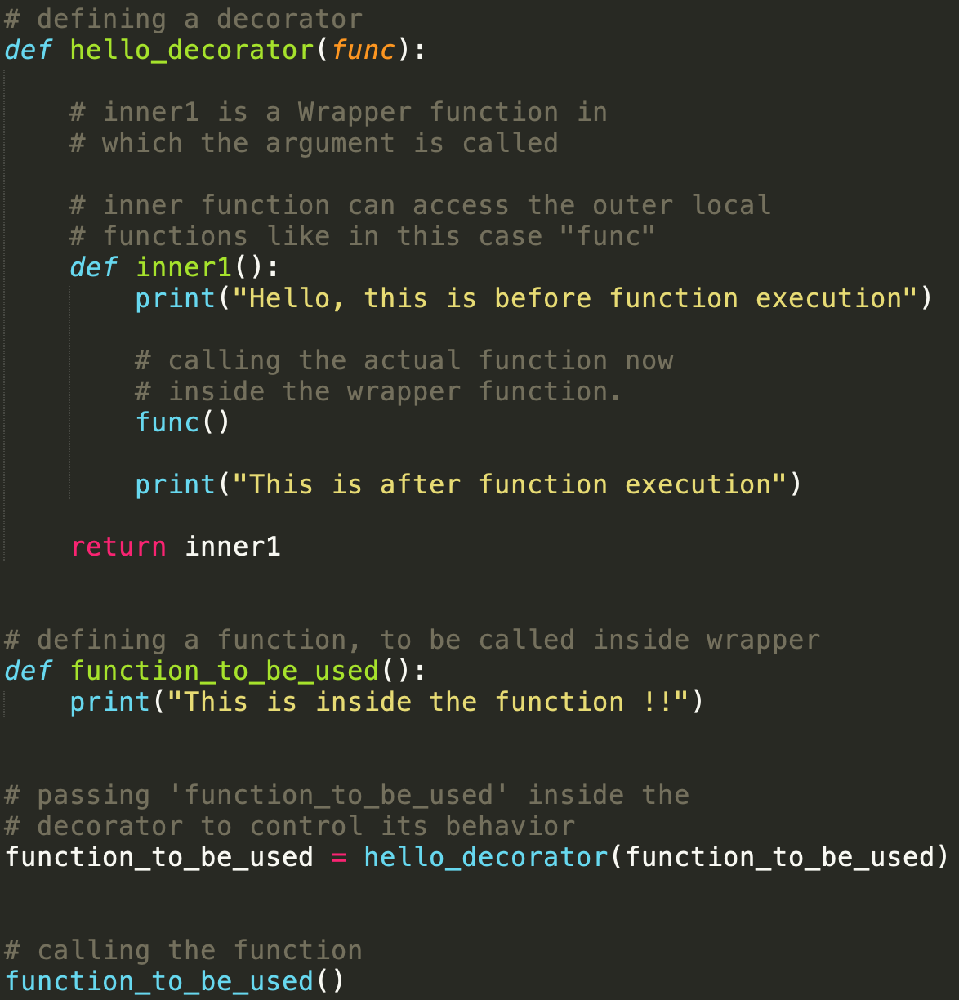 # defining a decorator
def hello_decorator(func):
    # inner1 is a Wrapper function in
    # which the argument is called
    # inner function can access the outer local
    # functions like in this case "func"
    def inner1():
        print("Hello, this is before function execution")
        # calling the actual function now
        # inside the wrapper function.
        func()
        print("This is after function execution")
    return inner1
# defining a function, to be called inside wrapper
def function_to_be_used():
    print("This is inside the function !!")
# passing 'function_to_be_used' inside the
# decorator to control its behavior
function_to_be_used = hello_decorator(function_to_be_used)
# calling the function
function_to_be_used()